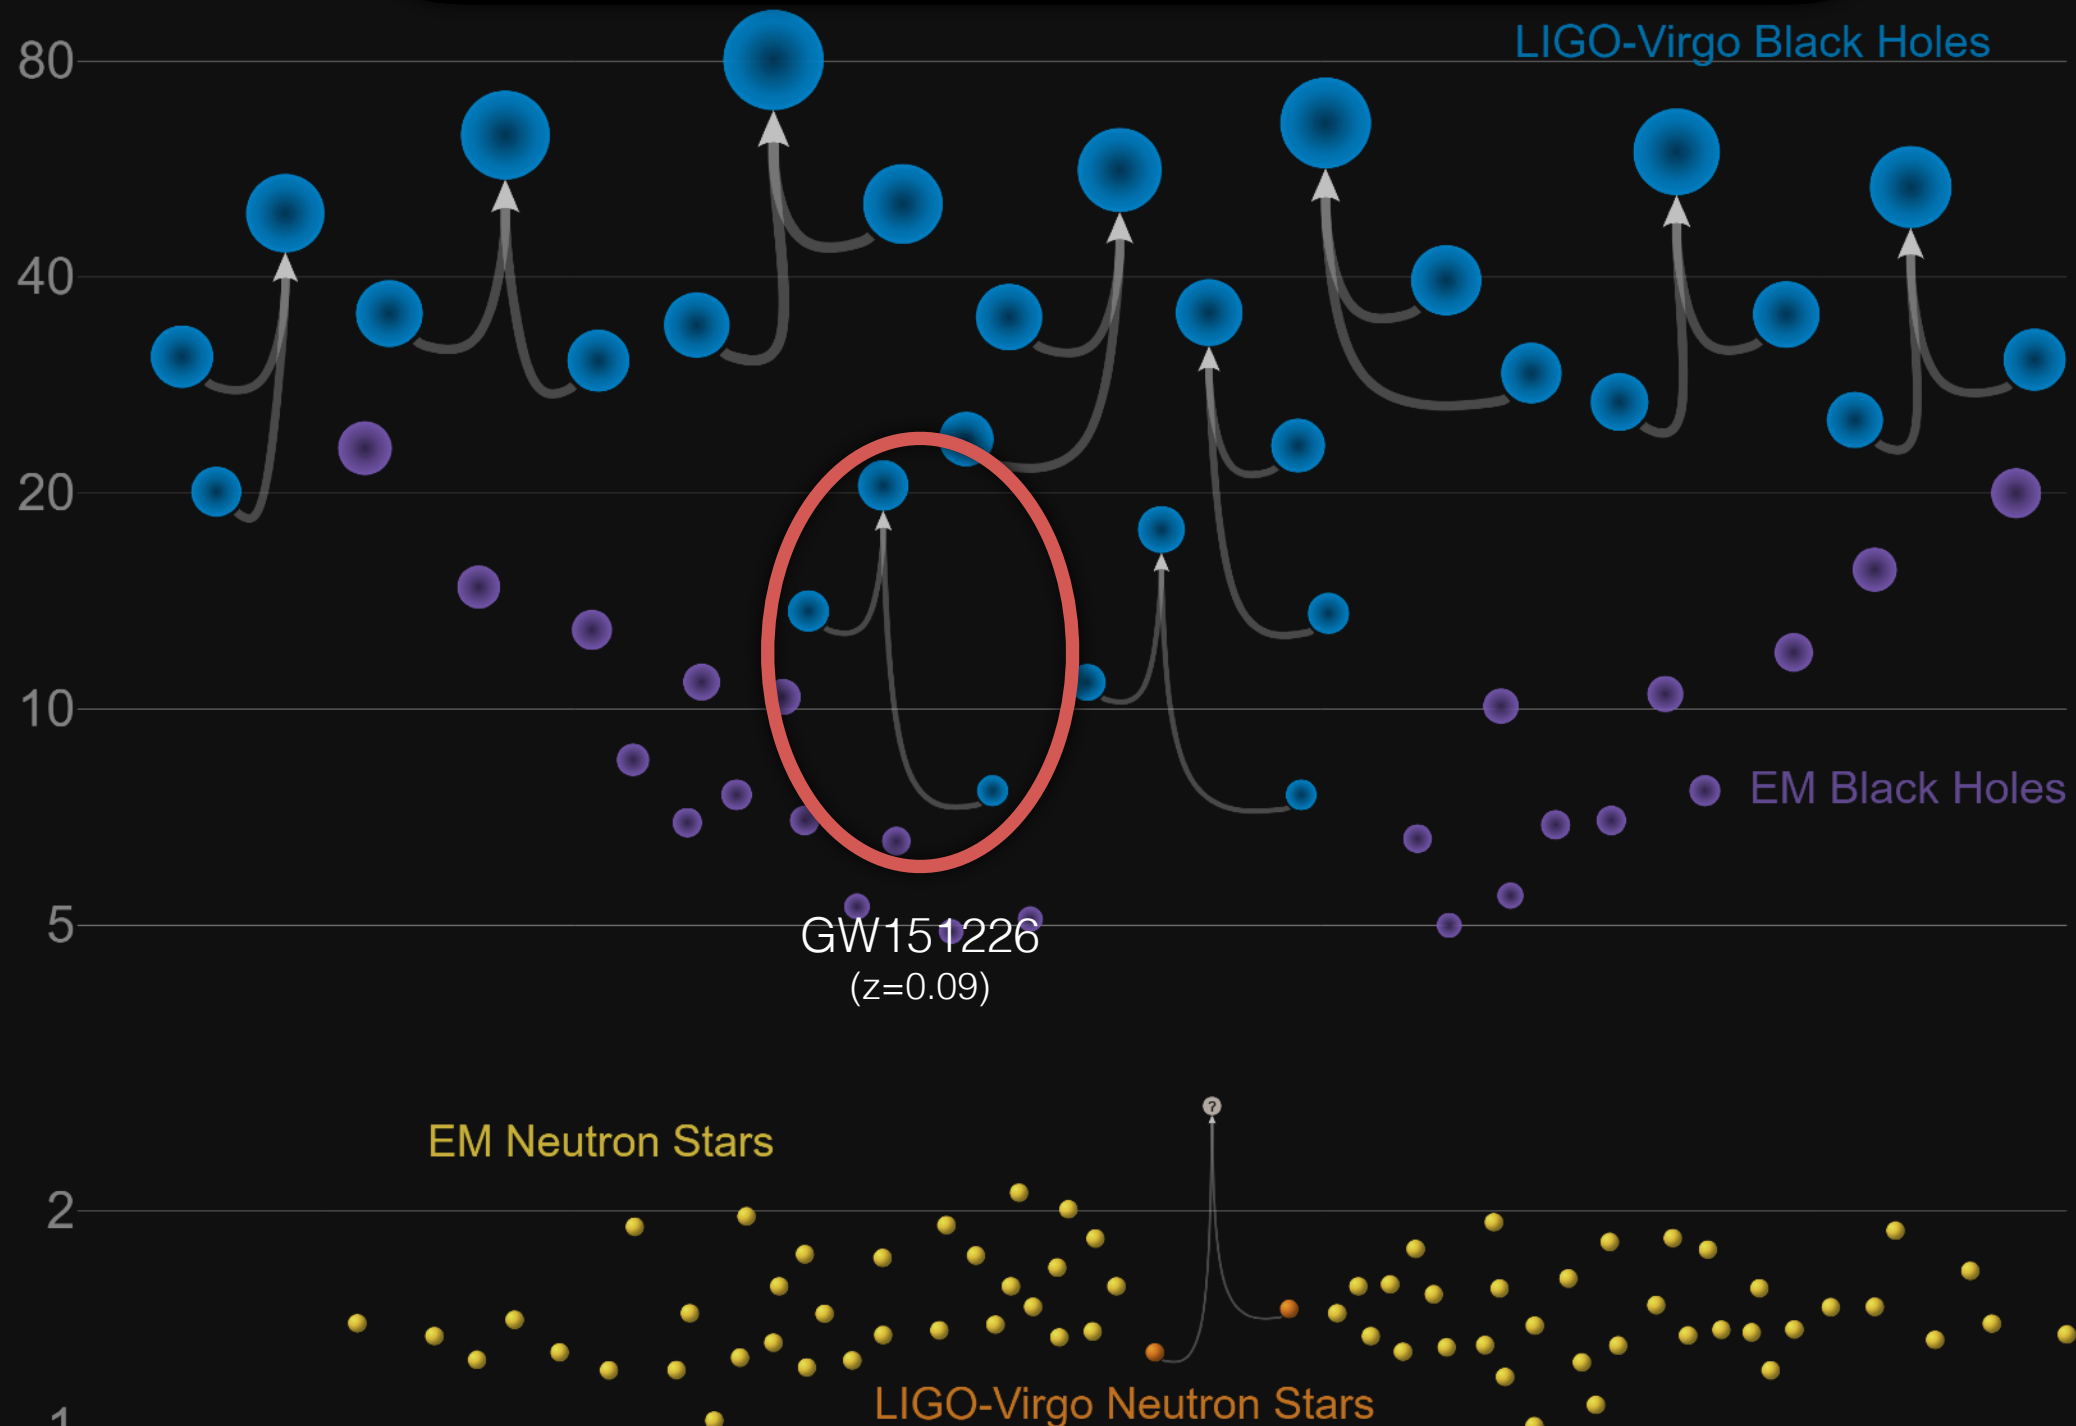 LIGO-Virgo Black Holes
80
40
20
10
EM Black Holes
5
GW151226
(z=0.09)
?
EM Neutron Stars
2
LIGO-Virgo Neutron Stars
1